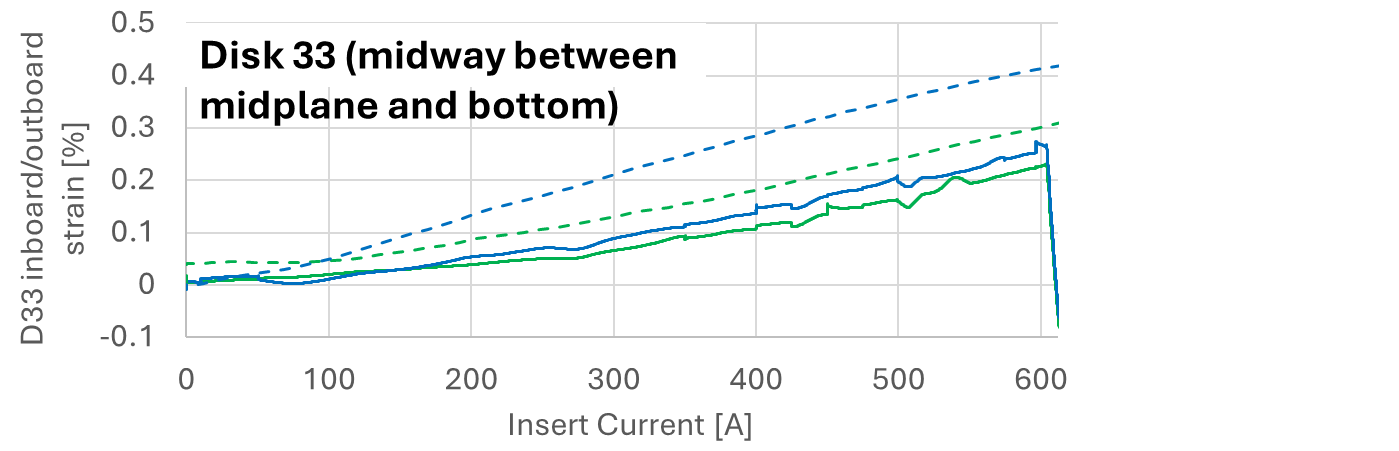 0.5
0.4
0.3
0.2
0.1
0
-0.1
D33 inboard/outboard
strain [%]
Disk 33 (midway between
midplane and bottom)
0 100 200 300 400 500 600
Insert Current [A]